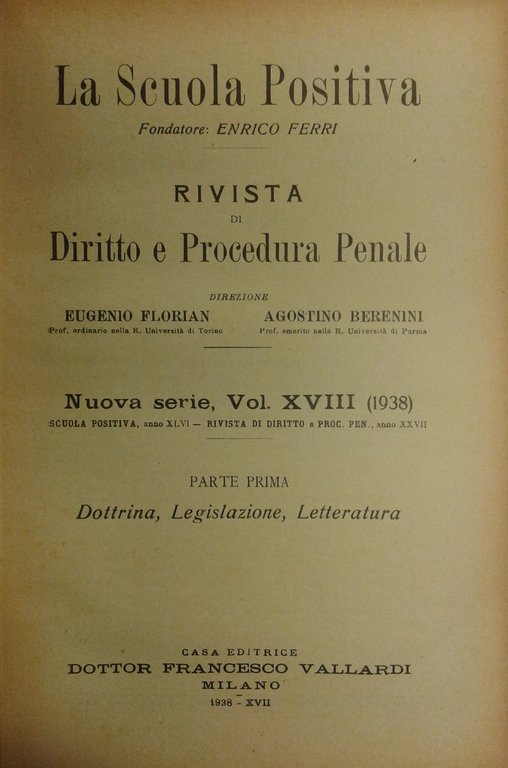 La Scuola Positiva
Fondatore: ENRICO FERRI
RIVISTA
DI
Diritto e Procedura Penale
DIREZIONE
EUGENIO FLORIAN AGOSTINO BERENINI
Prof. ordinario nella R. Università di Torino Prof. emerito nella R. Università di Parma
Nuova serie, Vol. XVIII (1938)
SCUOLA POSITIVA, anno XLVI — RIVISTA DI DIRITTO e PROC. PEN., anno XXVII
PARTE PRIMA
Dottrina, Legislazione, Letteratura
CASA EDITRICE
DOTTOR FRANCESCO VALLARDI
MILANO
1938 - XVII